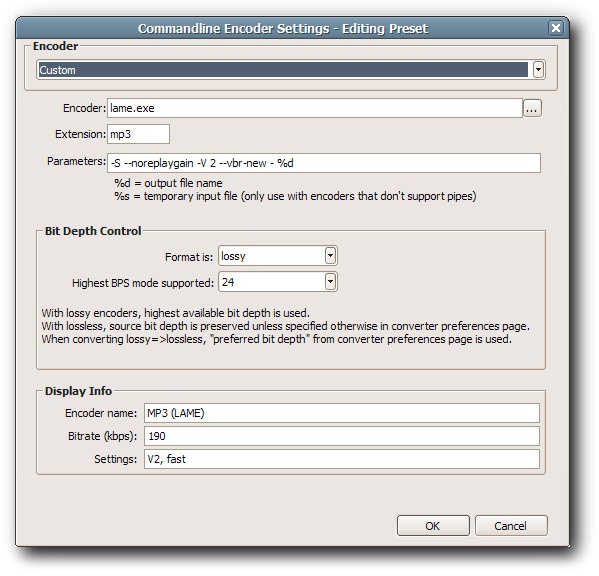 Commandline Encoder Settings - Editing Preset
Encoder
Custom
Encoder: lame.exe ...
Extension: mp3
Parameters: -S --noreplaygain -V 2 --vbr-new - %d
%d = output file name
%s = temporary input file (only use with encoders that don't support pipes)
Bit Depth Control
Format is: lossy
Highest BPS mode supported: 24
With lossy encoders, highest available bit depth is used.
With lossless, source bit depth is preserved unless specified otherwise in converter preferences page.
When converting lossy=>lossless, "preferred bit depth" from converter preferences page is used.
Display Info
Encoder name: MP3 (LAME)
Bitrate (kbps): 190
Settings: V2, fast
OK Cancel